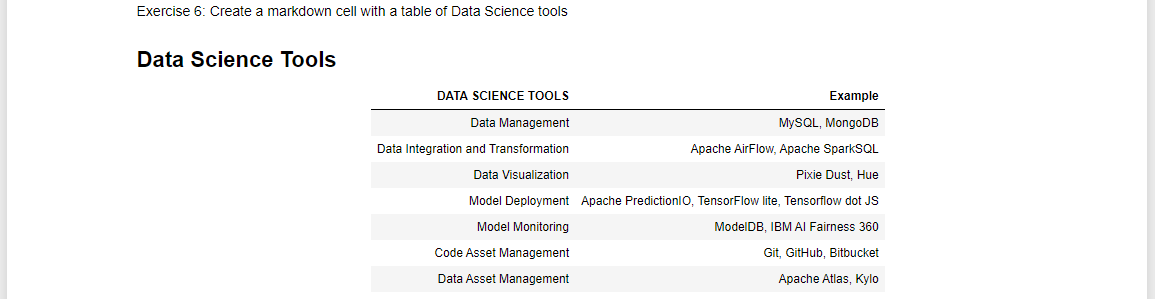 Exercise 6: Create a markdown cell with a table of Data Science tools
Data Science Tools
DATA SCIENCE TOOLS Example
Data Management MySQL, MongoDB
Data Integration and Transformation Apache AirFlow, Apache SparkSQL
Data Visualization Pixie Dust, Hue
Model Deployment Apache PredictionIO, TensorFlow lite, Tensorflow dot JS
Model Monitoring ModelDB, IBM AI Fairness 360
Code Asset Management Git, GitHub, Bitbucket
Data Asset Management Apache Atlas, Kylo